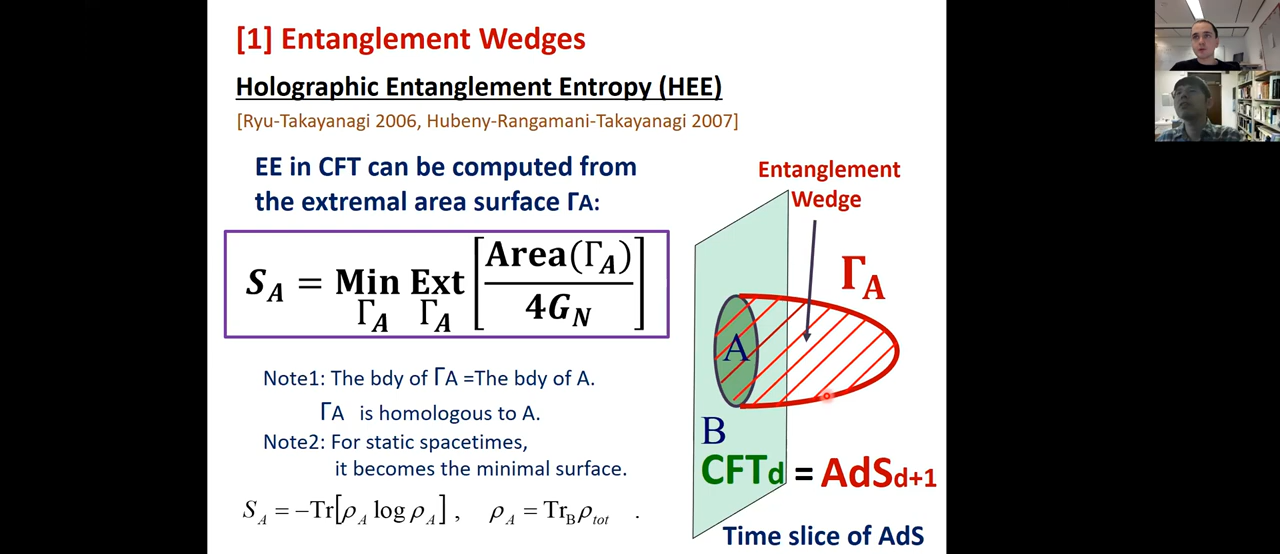 [1] Entanglement Wedges
Holographic Entanglement Entropy (HEE)
[Ryu-Takayanagi 2006, Hubeny-Rangamani-Takayanagi 2007]
EE in CFT can be computed from
the extremal area surface ΓA:
S_A = Min_{Γ_A} Ext_{Γ_A} [Area(Γ_A) / 4G_N]
Note1: The bdy of ΓA =The bdy of A.
ΓA is homologous to A.
Note2: For static spacetimes,
it becomes the minimal surface.
S_A = -Tr[ρ_A log ρ_A] , ρ_A = Tr_B ρ_tot .
Entanglement
Wedge
Γ_A
A
B
CFTd = AdSd+1
Time slice of AdS